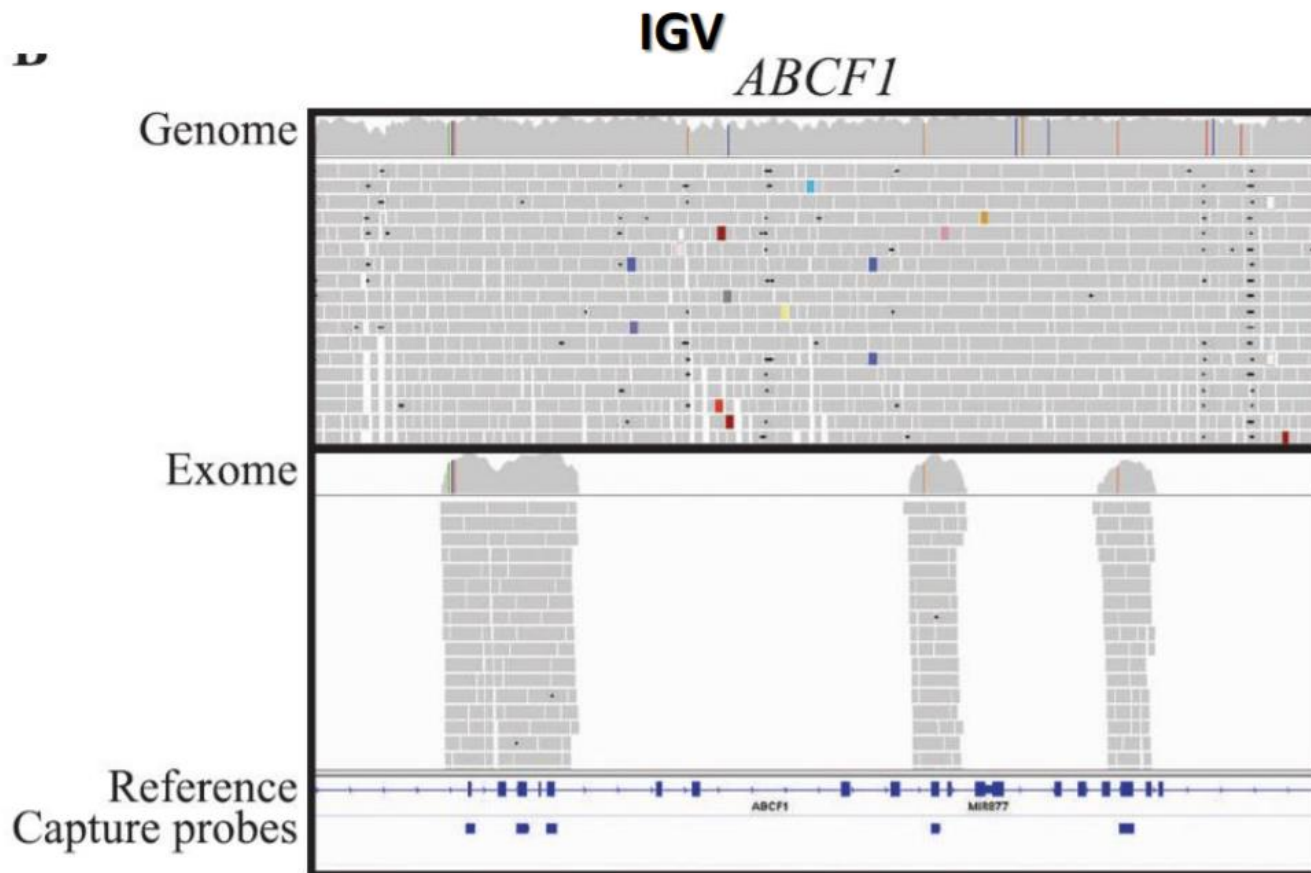 IGV
ABCF1
Genome
Exome
Reference
ABCF1
MIR877
Capture probes